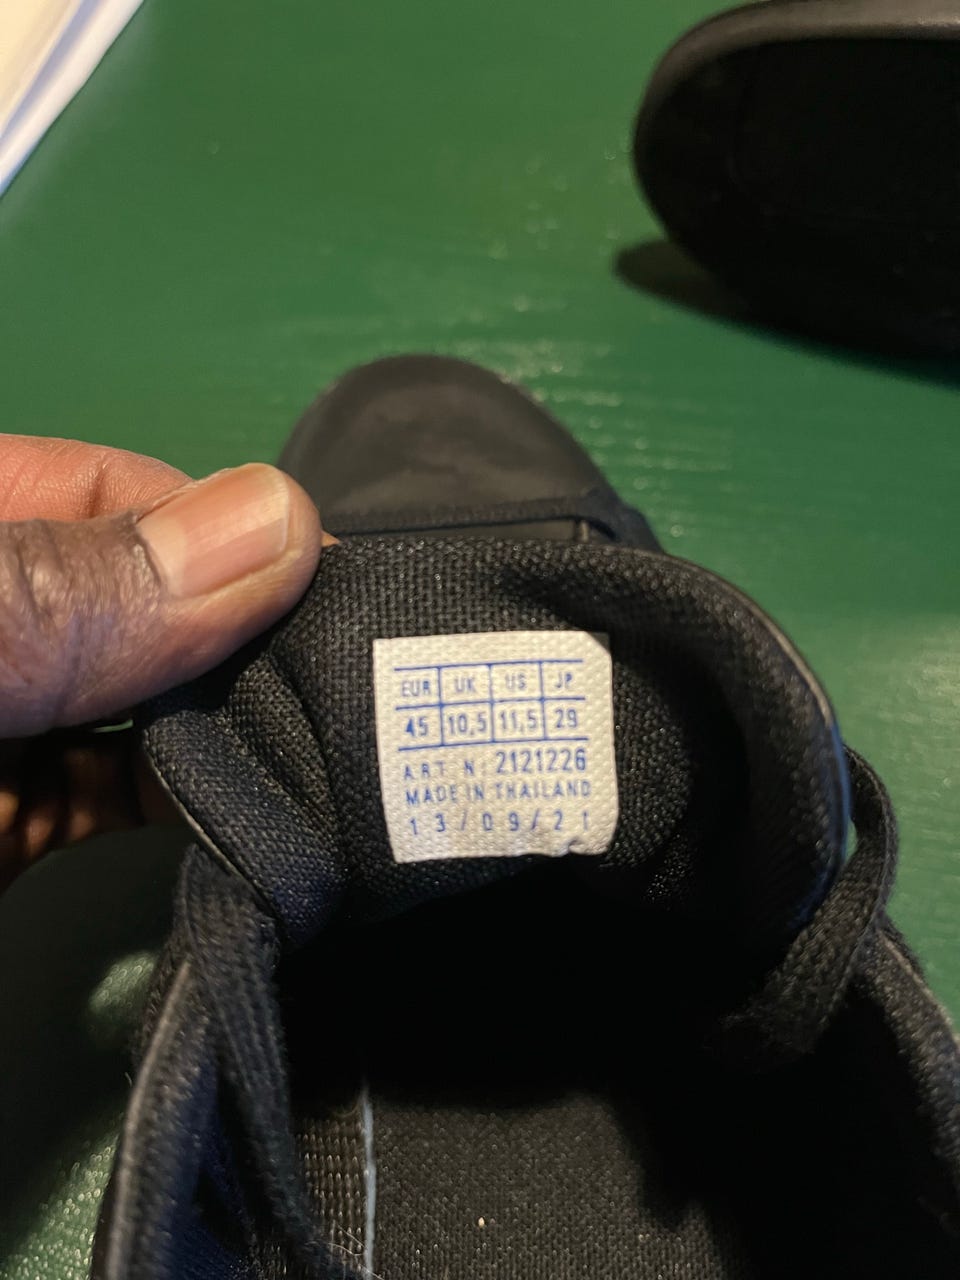 EUR UK US JP
45 10,5 11,5 29
ART. N: 2121226
MADE IN THAILAND
13/09/21